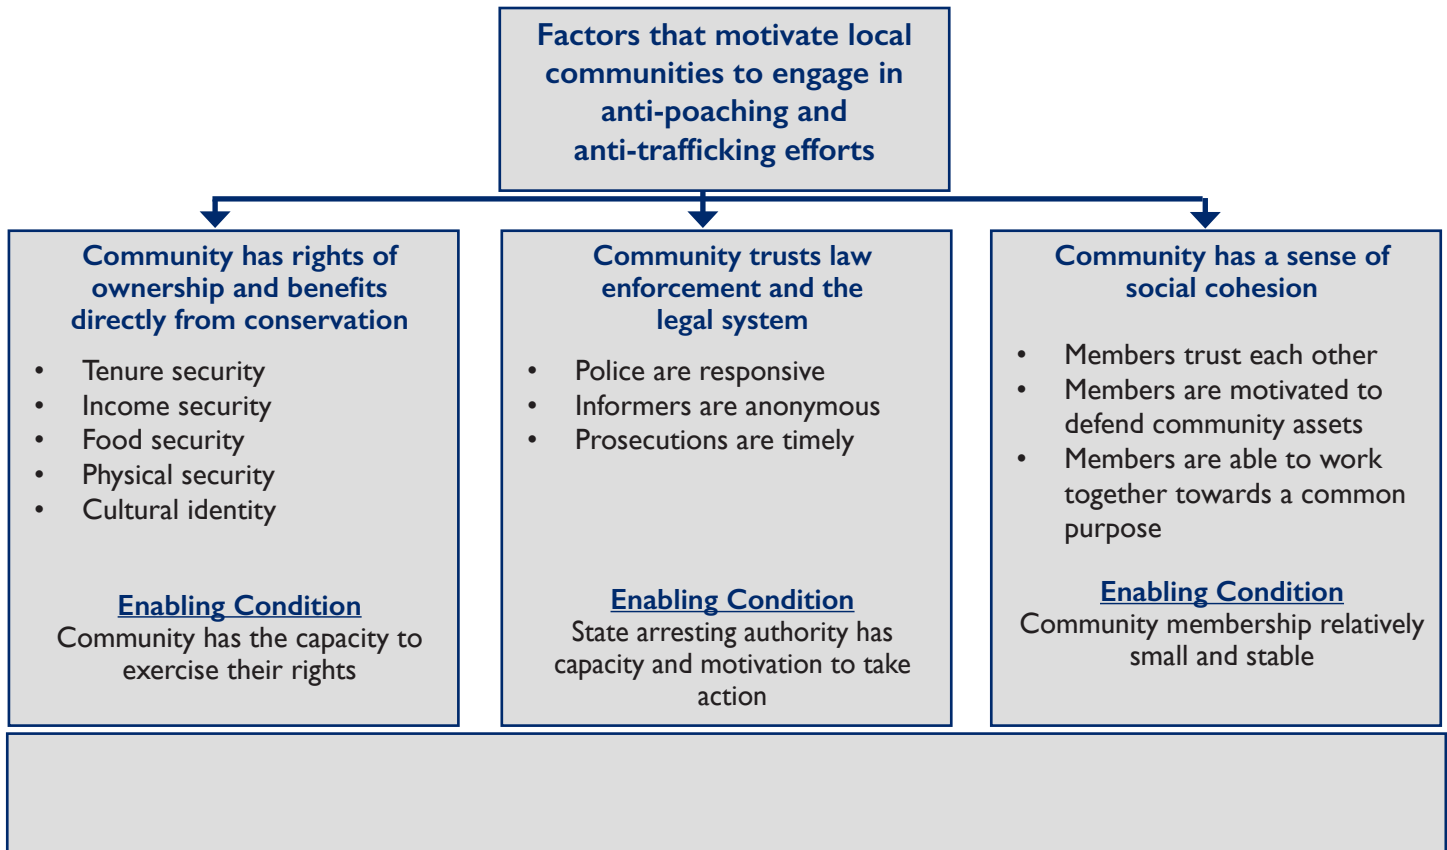 Factors that motivate local
communities to engage in
anti-poaching and
anti-trafficking efforts
Community has rights of
ownership and benefits
directly from conservation
• Tenure security
• Income security
• Food security
• Physical security
• Cultural identity
Enabling Condition
Community has the capacity to
exercise their rights
Community trusts law
enforcement and the
legal system
• Police are responsive
• Informers are anonymous
• Prosecutions are timely
Enabling Condition
State arresting authority has
capacity and motivation to take
action
Community has a sense of
social cohesion
• Members trust each other
• Members are motivated to
defend community assets
• Members are able to work
together towards a common
purpose
Enabling Condition
Community membership relatively
small and stable